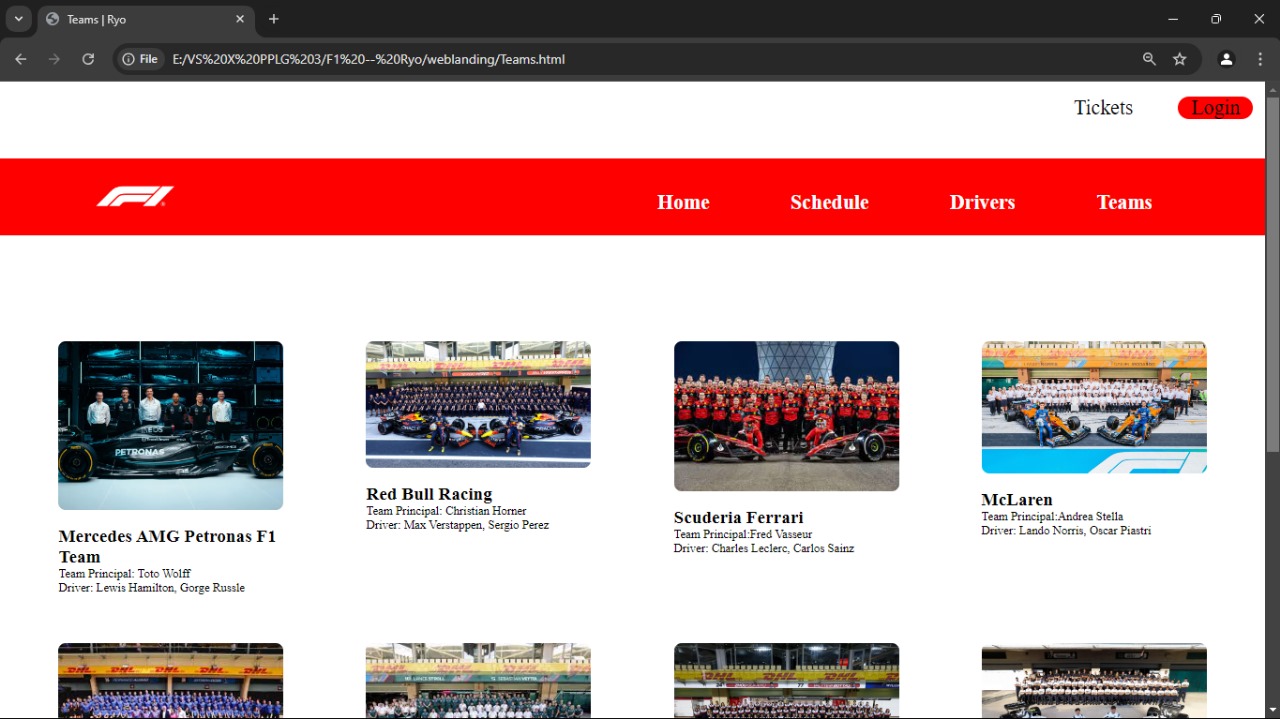 Teams | Ryo
File
E:/VS%20X%20PPLG%203/F1%20--%20Ryo/weblanding/Teams.html
Tickets
Login
Home
Schedule
Drivers
Teams
PETRONAS
Mercedes AMG Petronas F1
Team
Team Principal: Toto Wolff
Driver: Lewis Hamilton, Gorge Russle
Red Bull Racing
Team Principal: Christian Horner
Driver: Max Verstappen, Sergio Perez
Scuderia Ferrari
Team Principal:Fred Vasseur
Driver: Charles Leclerc, Carlos Sainz
McLaren
Team Principal:Andrea Stella
Driver: Lando Norris, Oscar Piastri